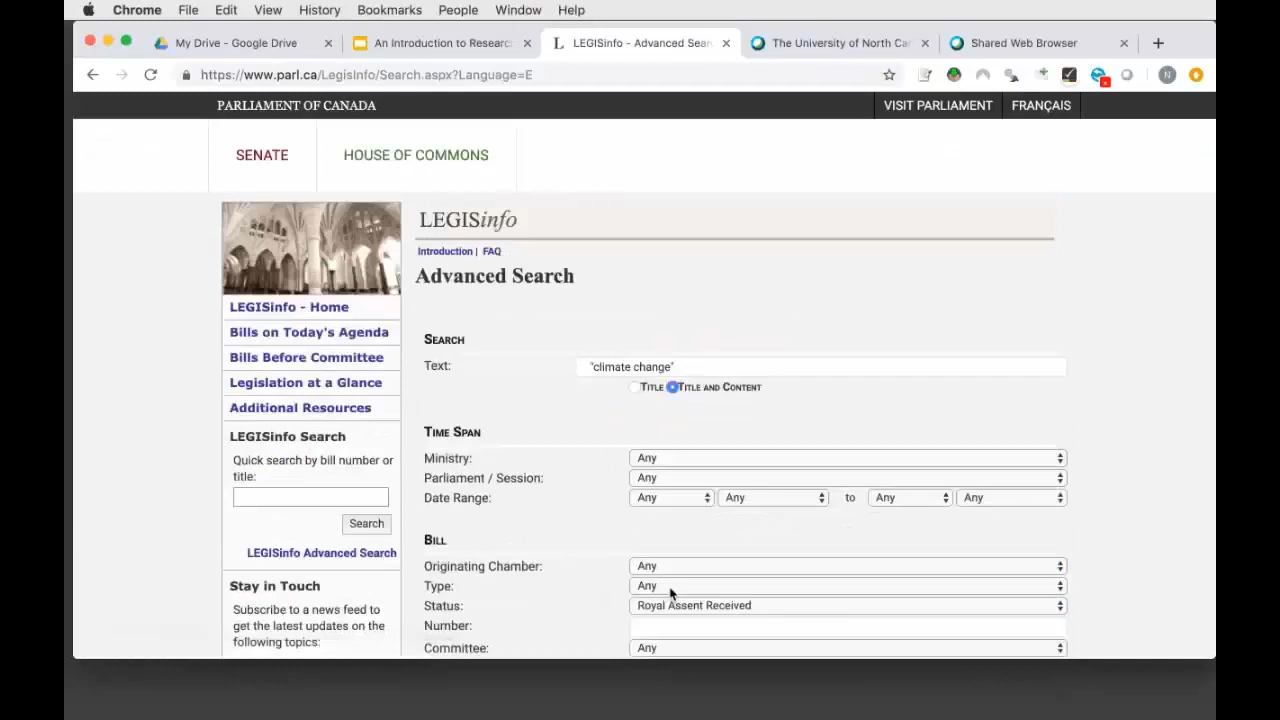 Chrome File Edit View History Bookmarks People Window Help
My Drive - Google Drive An Introduction to Researc LEGISinfo - Advanced Sear The University of North Ca Shared Web Browser
https://www.parl.ca/LegisInfo/Search.aspx?Language=E N
PARLIAMENT OF CANADA VISIT PARLIAMENT FRANÇAIS
SENATE HOUSE OF COMMONS
LEGISinfo
Introduction | FAQ
Advanced Search
LEGISinfo - Home
Bills on Today's Agenda
Bills Before Committee
Legislation at a Glance
Additional Resources
LEGISinfo Search
Quick search by bill number or
title:
Search
LEGISinfo Advanced Search
Stay in Touch
Subscribe to a news feed to
get the latest updates on the
following topics:
SEARCH
Text: "climate change"
TITLE TITLE AND CONTENT
TIME SPAN
Ministry: Any
Parliament / Session: Any
Date Range: Any Any to Any Any
BILL
Originating Chamber: Any
Type: Any
Status: Royal Assent Received
Number:
Committee: Any